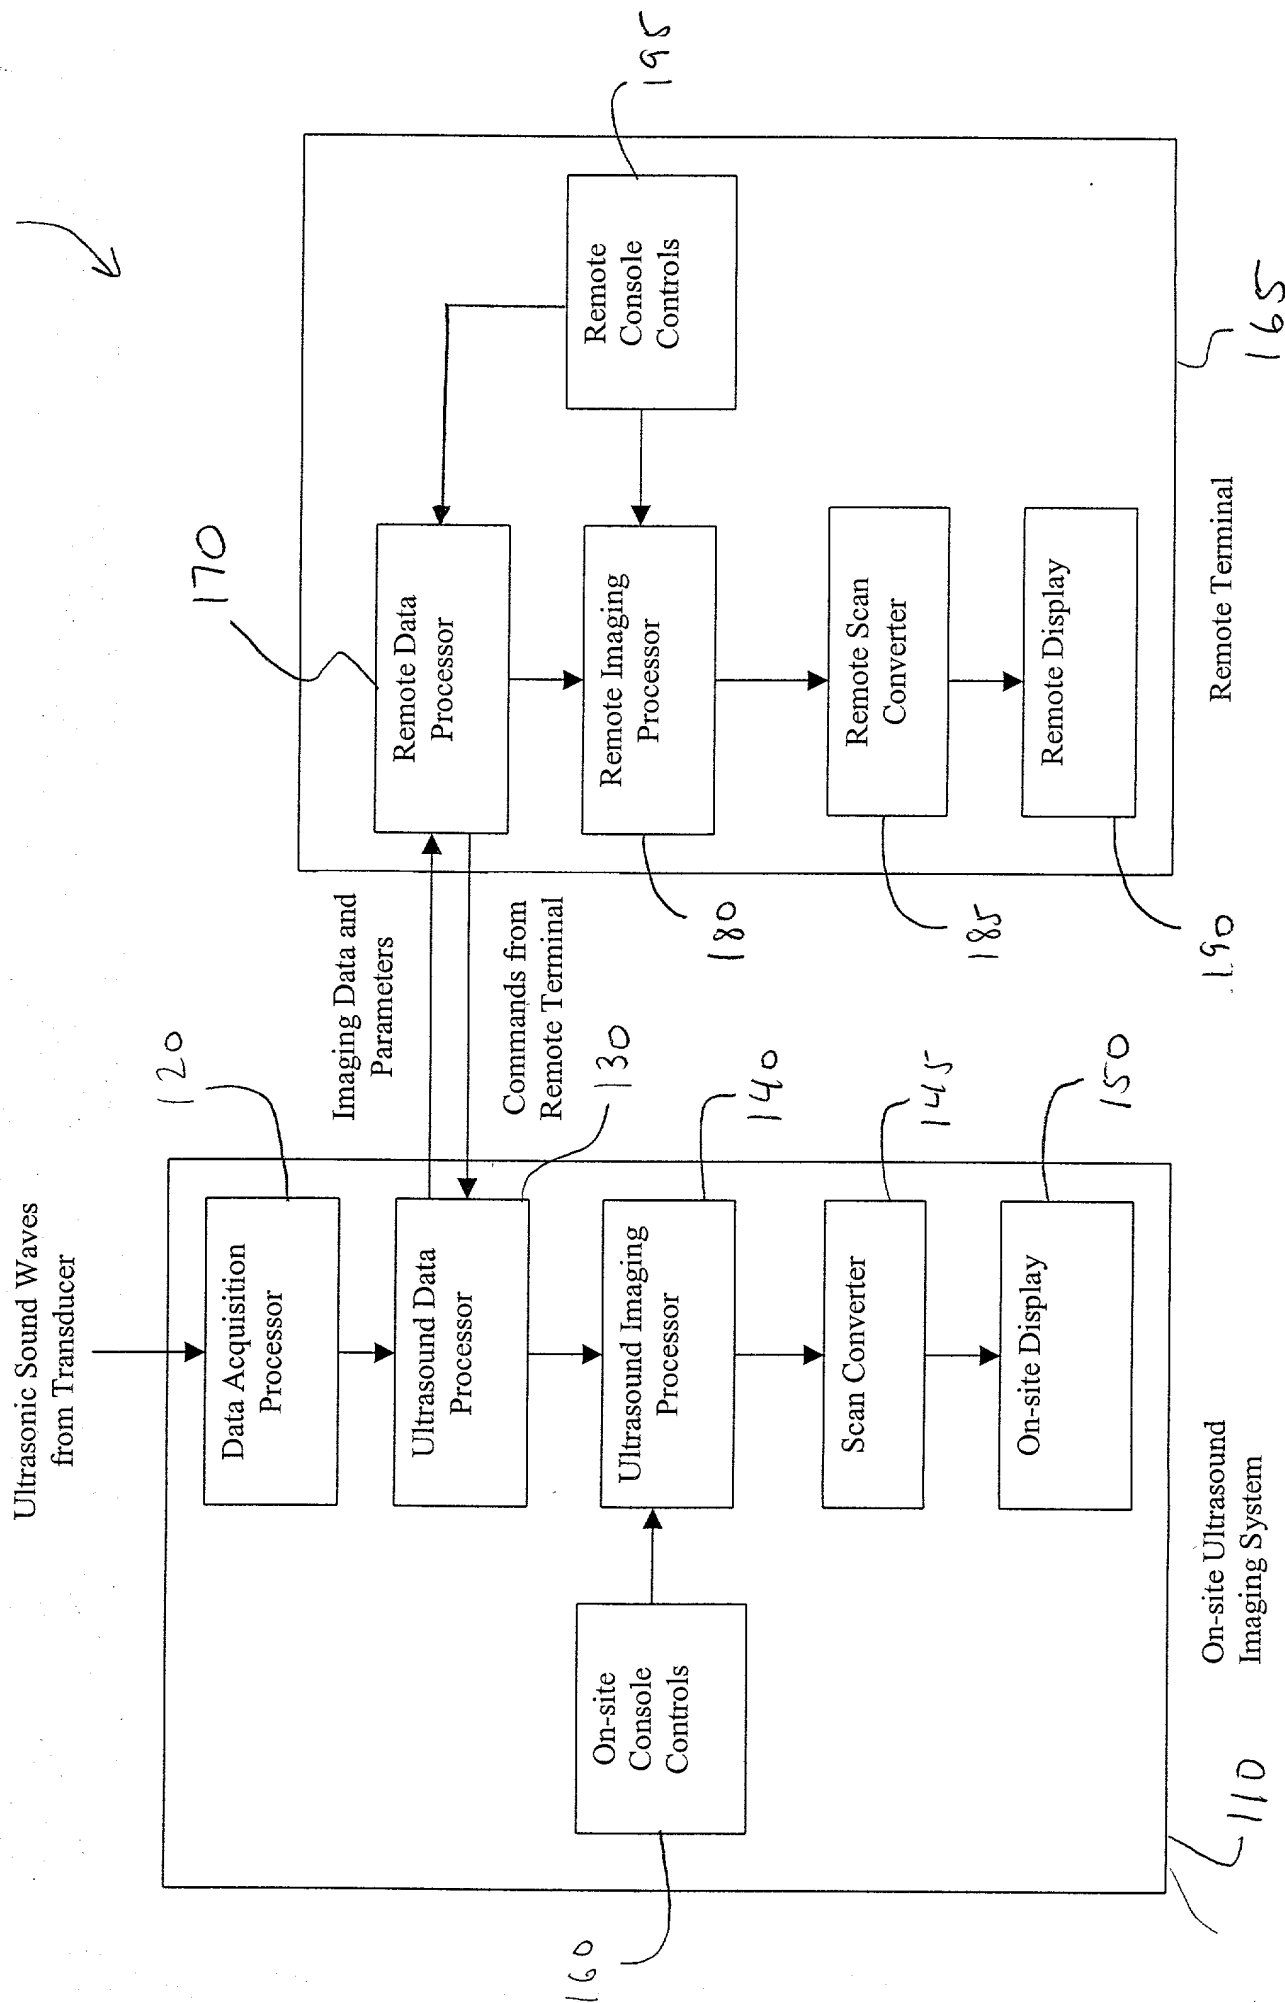 Ultrasonic Sound Waves
from Transducer
120
Data Acquisition
Processor
Ultrasound Data
Processor
130
Ultrasound Imaging
Processor
140
Scan Converter
145
On-site Display
150
On-site
Console
Controls
160
On-site Ultrasound
Imaging System
110
Imaging Data and
Parameters
Commands from
Remote Terminal
170
Remote Data
Processor
Remote Imaging
Processor
180
Remote Scan
Converter
185
Remote Display
190
Remote
Console
Controls
195
Remote Terminal
165